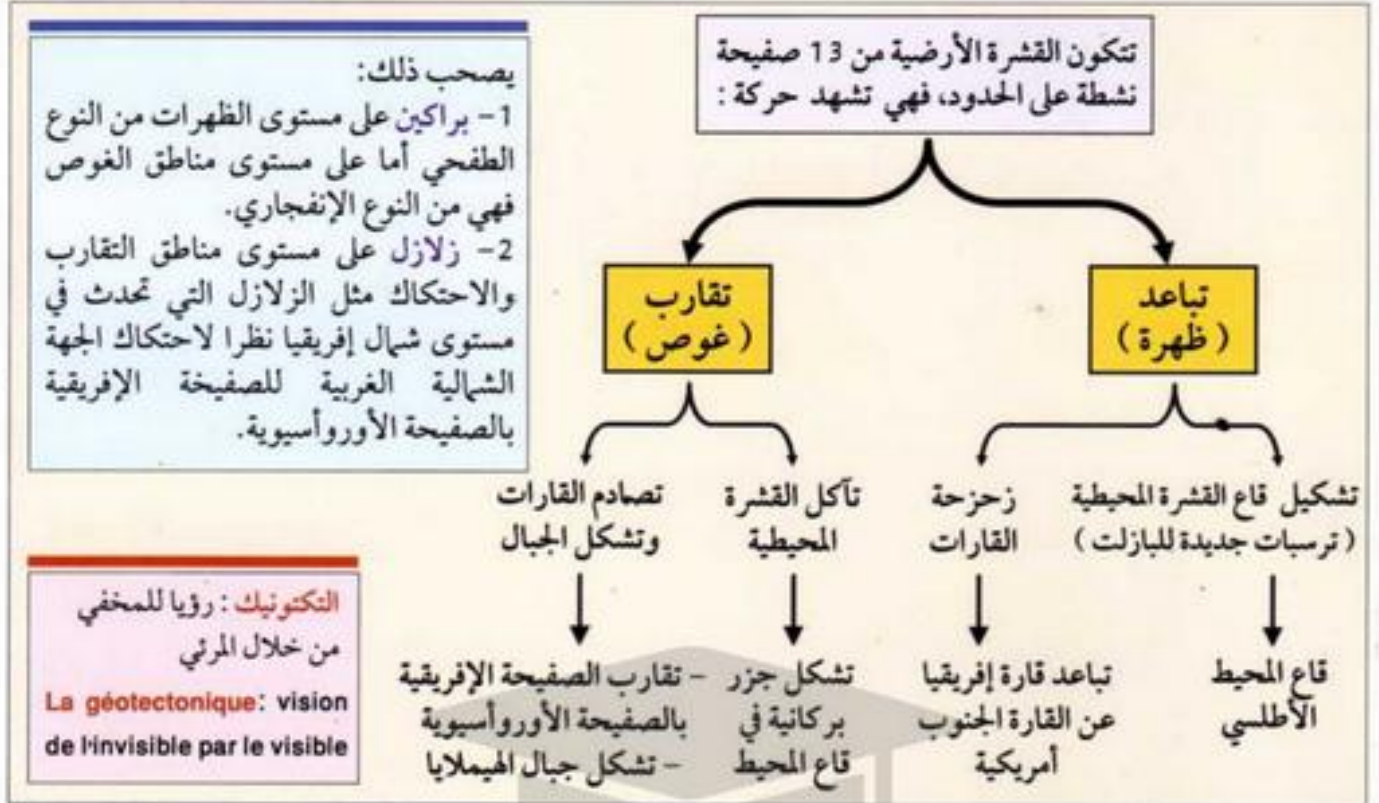 تتكون القشرة الأرضية من 13 صفيحة
نشطة على الحدود، فهي تشهد حركة :
يصحب ذلك:
1- براكين على مستوى الظهرات من النوع
الطفحي أما على مستوى مناطق الغوص
فهي من النوع الإنفجاري.
2- زلازل على مستوى مناطق التقارب
والاحتكاك مثل الزلازل التي تحدث في
مستوى شمال إفريقيا نظرا لاحتكاك الجهة
الشمالية الغربية للصفيخة الإفريقية
بالصفيحة الأوروأسيوية.
تباعد
( ظهرة )
تقارب
( غوص )
تشكيل قاع القشرة المحيطية
( ترسبات جديدة للبازلت )
زحزحة
القارات
تآكل القشرة
المحيطية
تصادم القارات
وتشكل الجبال
قاع المحيط
الأطلسي
تباعد قارة إفريقيا
عن القارة الجنوب
أمريكية
تشكل جزر
بركانية في
قاع المحيط
- تقارب الصفيحة الإفريقية
بالصفيحة الأوروأسيوية
- تشكل جبال الهيملايا
التكتونيك : رؤيا للمخفي
من خلال المرئي
La géotectonique: vision
de l'invisible par le visible